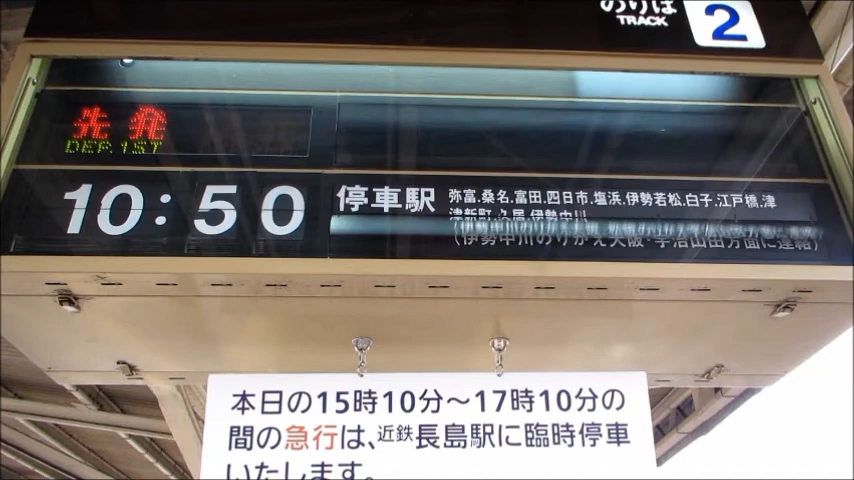 のりば
TRACK
2
先発
DEP.1ST
10:50
停車駅
弥富.桑名.富田.四日市.塩浜.伊勢若松.白子.江戸橋.津
津新町.久居.伊勢中川
(伊勢中川のりかえ大阪・宇治山田方面に連絡)
本日の15時10分〜17時10分の
間の急行は、近鉄長島駅に臨時停車
いたします。